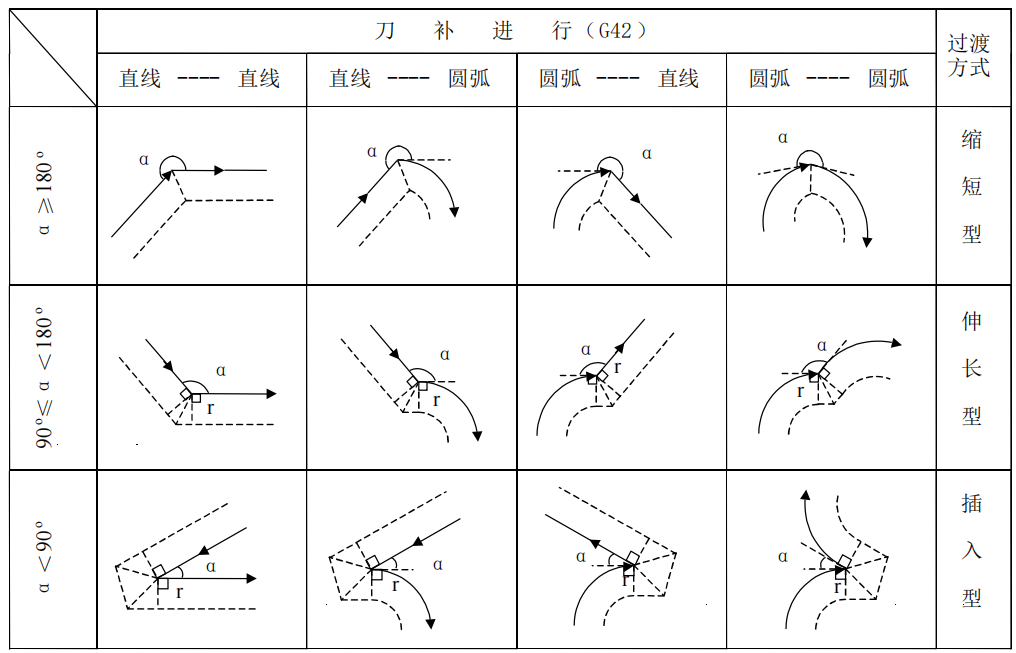 刀 补 进 行（G42）
过渡
方式
直线 ---- 直线
直线 ---- 圆弧
圆弧 ---- 直线
圆弧 ---- 圆弧
α ≥180°
α
α
α
α
缩
短
型
90°≤ α ＜180°
α
r
α
r
α
r
α
r
伸
长
型
α ＜90°
α
r
α
r
α
r
α
r
插
入
型